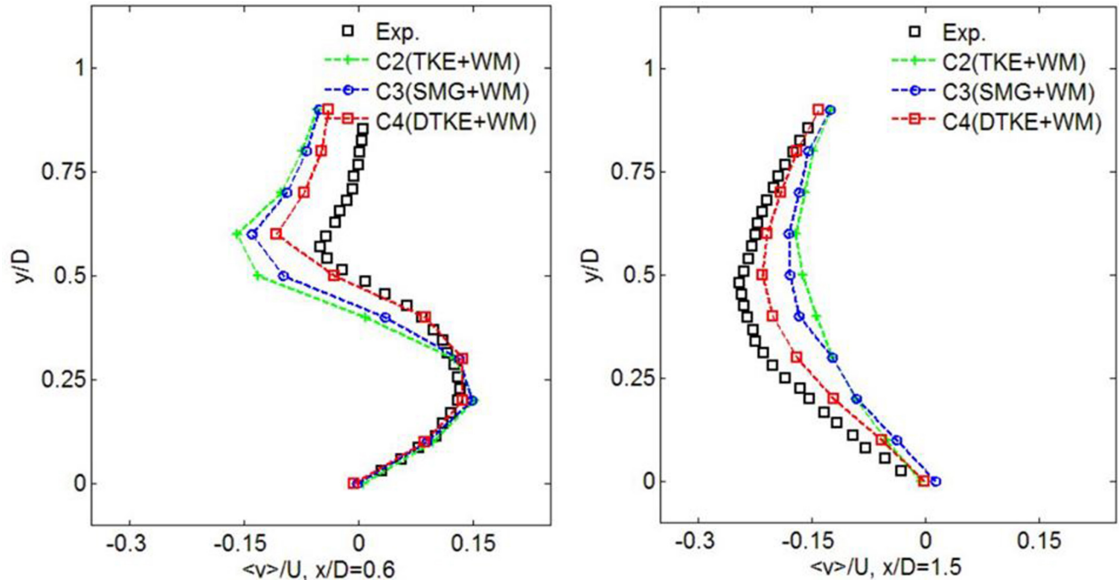 Exp.
C2(TKE+WM)
C3(SMG+WM)
C4(DTKE+WM)
1
0.75
0.5
0.25
0
y/D
-0.3
-0.15
0
0.15
<v>/U, x/D=0.6
Exp.
C2(TKE+WM)
C3(SMG+WM)
C4(DTKE+WM)
1
0.75
0.5
0.25
0
y/D
-0.3
-0.15
0
0.15
<v>/U, x/D=1.5